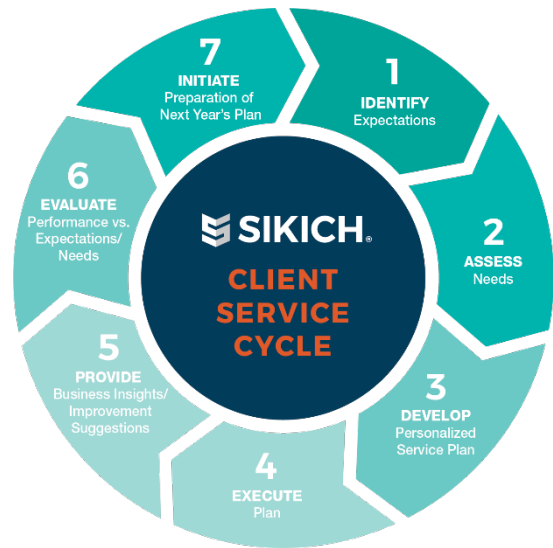 SIKICH®
CLIENT
SERVICE
CYCLE
1
IDENTIFY
Expectations
2
ASSESS
Needs
3
DEVELOP
Personalized
Service Plan
4
EXECUTE
Plan
5
PROVIDE
Business Insights/
Improvement
Suggestions
6
EVALUATE
Performance vs.
Expectations/
Needs
7
INITIATE
Preparation of
Next Year's Plan